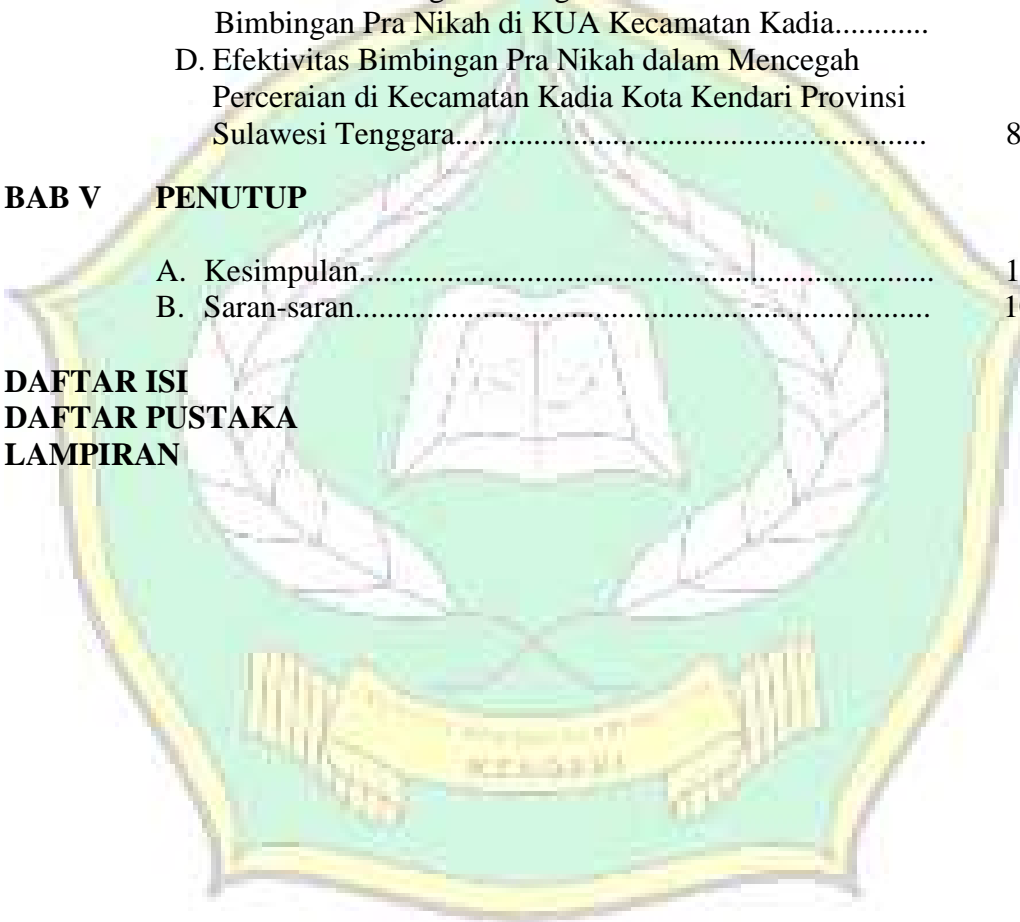 Bimbingan Pra Nikah di KUA Kecamatan Kadia............
D. Efektivitas Bimbingan Pra Nikah dalam Mencegah
Perceraian di Kecamatan Kadia Kota Kendari Provinsi
Sulawesi Tenggara............................................................ 8
BAB V PENUTUP
A. Kesimpulan......................................................................... 1
B. Saran-saran......................................................................... 1
DAFTAR ISI
DAFTAR PUSTAKA
LAMPIRAN
KENDARI